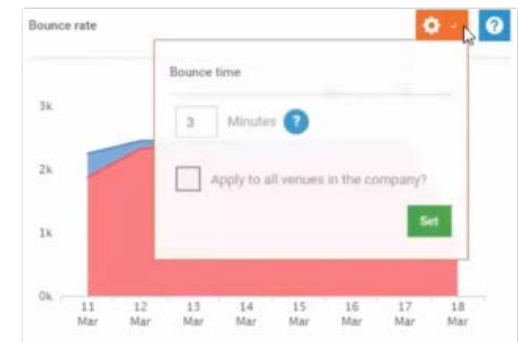 Bounce rate
?
Bounce time
3 Minutes ?
Apply to all venues in the company?
Set
3k
2k
1k
0k
11 Mar
12 Mar
13 Mar
14 Mar
15 Mar
16 Mar
17 Mar
18 Mar